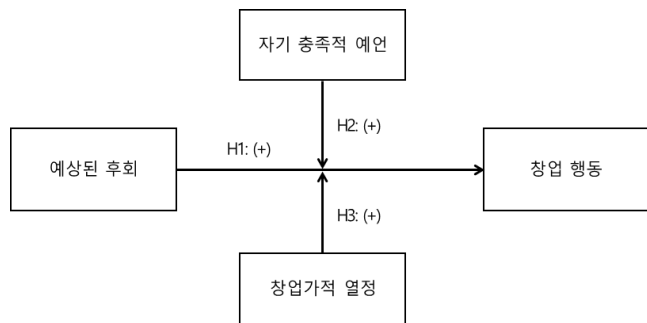 자기 충족적 예언
H2: (+)
H1: (+)
예상된 후회
창업 행동
H3: (+)
창업가적 열정